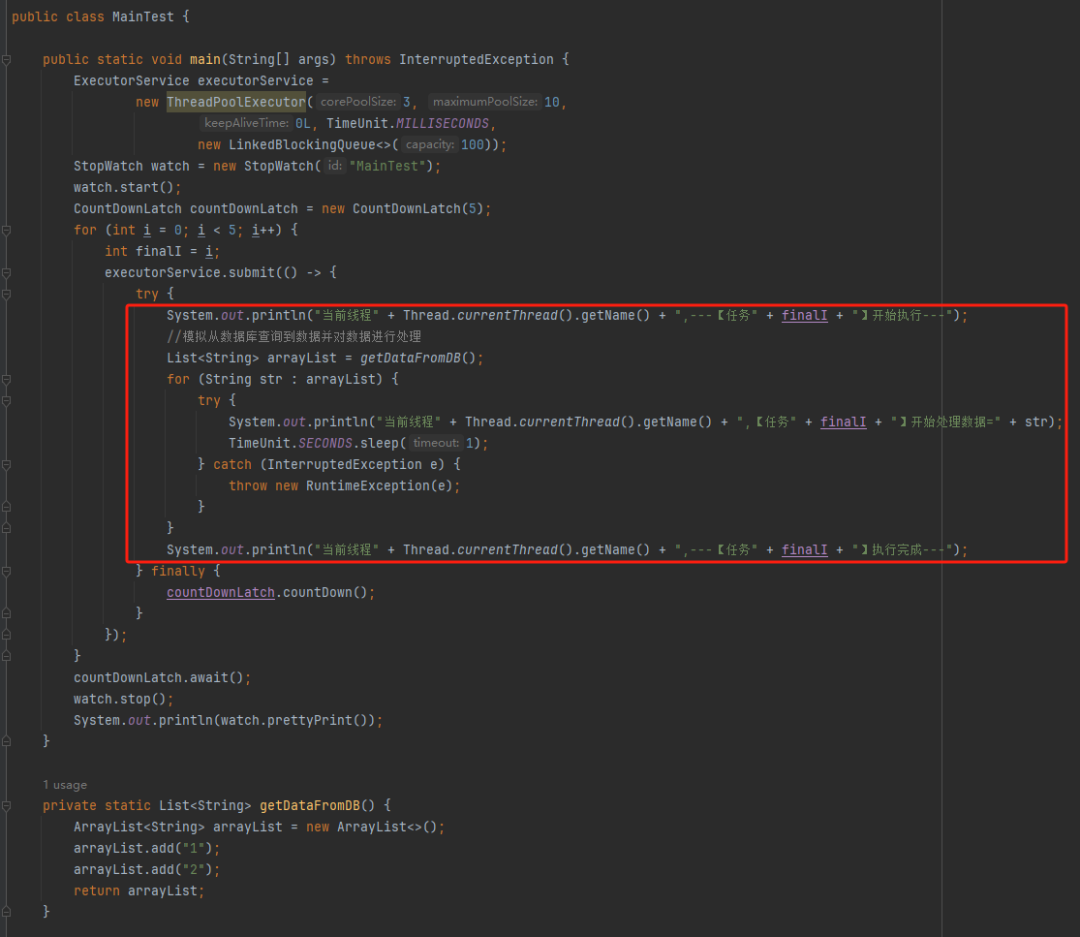 public class MainTest {
public static void main(String[] args) throws InterruptedException {
ExecutorService executorService =
new ThreadPoolExecutor( corePoolSize: 3, maximumPoolSize: 10,
keepAliveTime: 0L, TimeUnit.MILLISECONDS,
new LinkedBlockingQueue<>( capacity: 100));
StopWatch watch = new StopWatch( id: "MainTest");
watch.start();
CountDownLatch countDownLatch = new CountDownLatch(5);
for (int i = 0; i < 5; i++) {
int finalI = i;
executorService.submit(() -> {
try {
System.out.println("当前线程" + Thread.currentThread().getName() + ",---【任务" + finalI + "】开始执行---");
//模拟从数据库查询到数据并对数据进行处理
List<String> arrayList = getDataFromDB();
for (String str : arrayList) {
try {
System.out.println("当前线程" + Thread.currentThread().getName() + ",【任务" + finalI + "】开始处理数据=" + str);
TimeUnit.SECONDS.sleep( timeout: 1);
} catch (InterruptedException e) {
throw new RuntimeException(e);
}
}
System.out.println("当前线程" + Thread.currentThread().getName() + ",---【任务" + finalI + "】执行完成---");
} finally {
countDownLatch.countDown();
}
});
}
countDownLatch.await();
watch.stop();
System.out.println(watch.prettyPrint());
}
1 usage
private static List<String> getDataFromDB() {
ArrayList<String> arrayList = new ArrayList<>();
arrayList.add("1");
arrayList.add("2");
return arrayList;
}